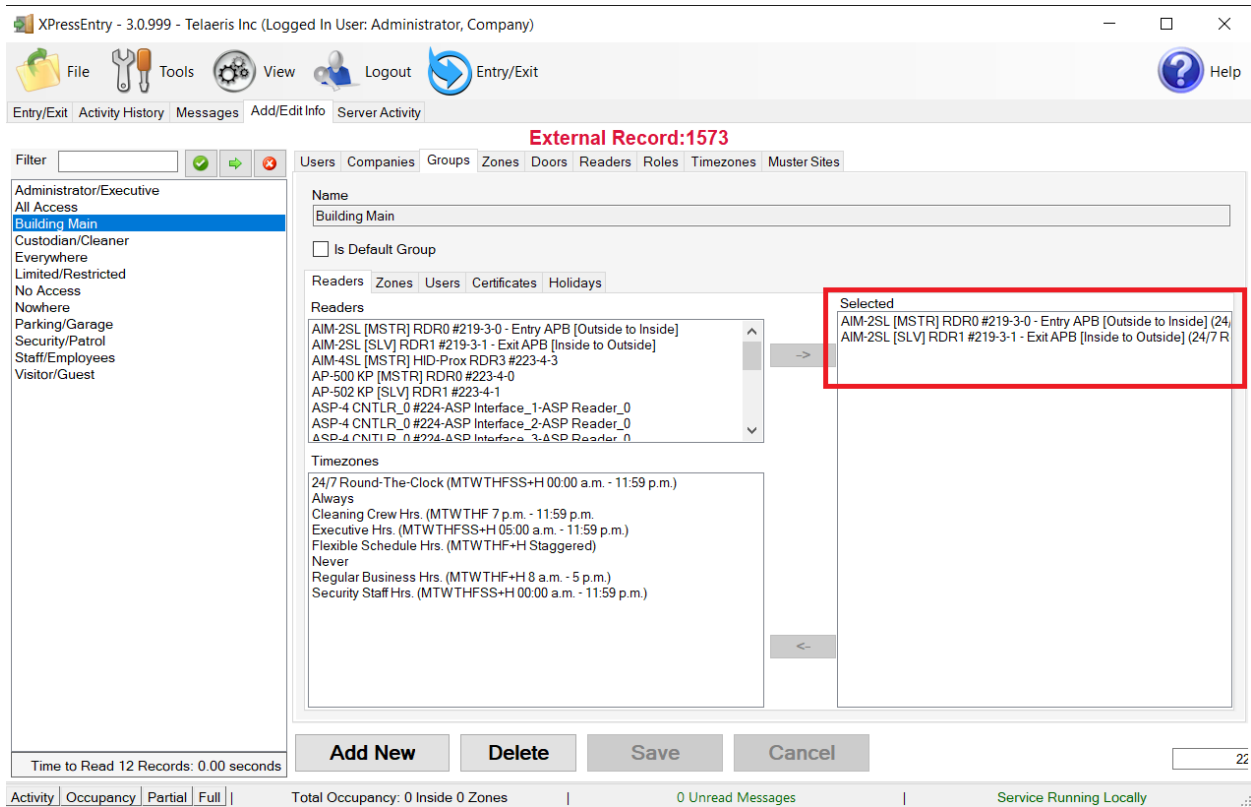 XPressEntry - 3.0.999 - Telaeris Inc (Logged In User: Administrator, Company)
File Tools View Logout Entry/Exit Help
Entry/Exit Activity History Messages Add/Edit Info Server Activity
External Record:1573
Filter
Users Companies Groups Zones Doors Readers Roles Timezones Muster Sites
Administrator/Executive
All Access
Building Main
Custodian/Cleaner
Everywhere
Limited/Restricted
No Access
Nowhere
Parking/Garage
Security/Patrol
Staff/Employees
Visitor/Guest
Time to Read 12 Records: 0.00 seconds
Name
Building Main
Is Default Group
Readers Zones Users Certificates Holidays
Readers
AIM-2SL [MSTR] RDR0 #219-3-0 - Entry APB [Outside to Inside]
AIM-2SL [SLV] RDR1 #219-3-1 - Exit APB [Inside to Outside]
AIM-4SL [MSTR] HID-Prox RDR3 #223-4-3
AP-500 KP [MSTR] RDR0 #223-4-0
AP-502 KP [SLV] RDR1 #223-4-1
ASP-4 CNTLR_0 #224-ASP Interface_1-ASP Reader_0
ASP-4 CNTLR_0 #224-ASP Interface_2-ASP Reader_0
ASP-4 CNTLR_0 #224-ASP Interface_3-ASP Reader_0
->
<-
Selected
AIM-2SL [MSTR] RDR0 #219-3-0 - Entry APB [Outside to Inside] (24/
AIM-2SL [SLV] RDR1 #219-3-1 - Exit APB [Inside to Outside] (24/7 R
Timezones
24/7 Round-The-Clock (MTWTHFSS+H 00:00 a.m. - 11:59 p.m.)
Always
Cleaning Crew Hrs. (MTWTHF 7 p.m. - 11:59 p.m.
Executive Hrs. (MTWTHFSS+H 05:00 a.m. - 11:59 p.m.)
Flexible Schedule Hrs. (MTWTHF+H Staggered)
Never
Regular Business Hrs. (MTWTHF+H 8 a.m. - 5 p.m.)
Security Staff Hrs. (MTWTHFSS+H 00:00 a.m. - 11:59 p.m.)
Add New Delete Save Cancel
22
Activity Occupancy Partial Full | Total Occupancy: 0 Inside 0 Zones | 0 Unread Messages | Service Running Locally